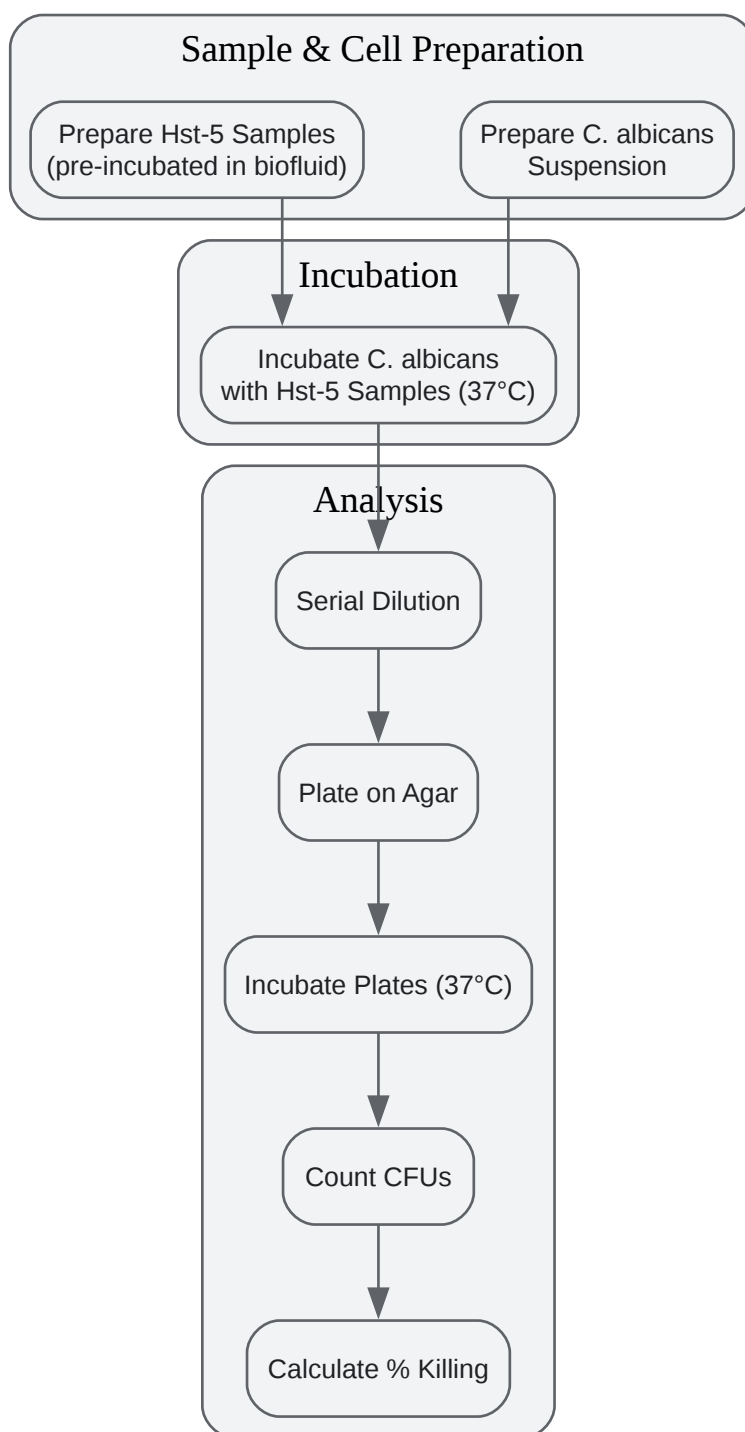 Sample & Cell Preparation
Prepare Hst-5 Samples
(pre-incubated in biofluid)
Prepare C. albicans
Suspension
Incubation
Incubate C. albicans
with Hst-5 Samples (37°C)
Analysis
Serial Dilution
Plate on Agar
Incubate Plates (37°C)
Count CFUs
Calculate % Killing